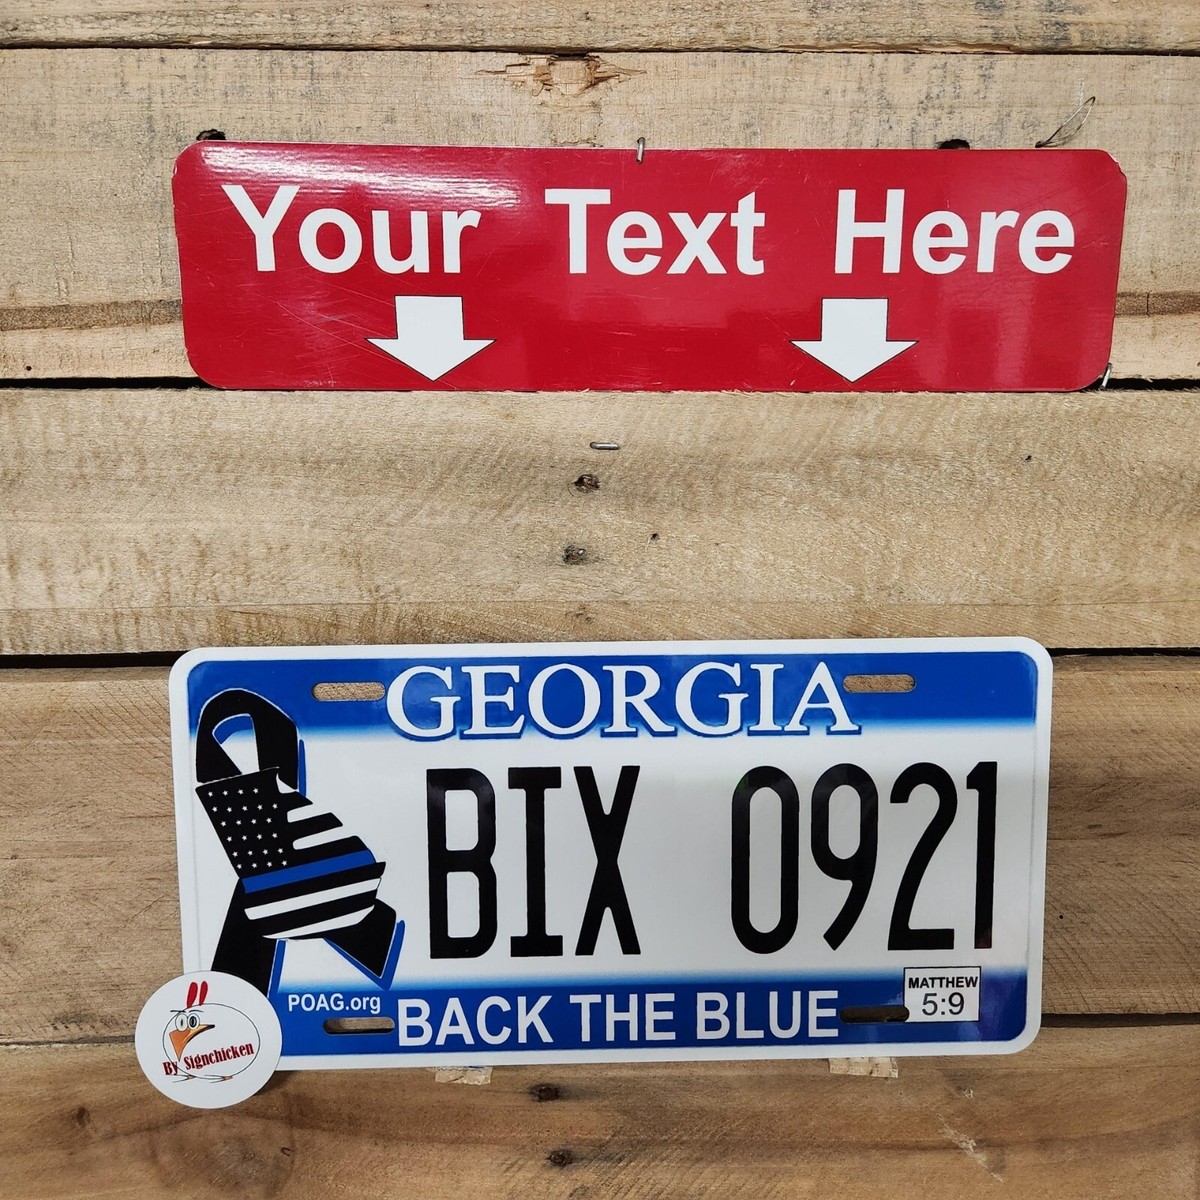 Your Text Here
GEORGIA
BIX 0921
POAG.org
BACK THE BLUE
MATTHEW
5:9
By Signchicken